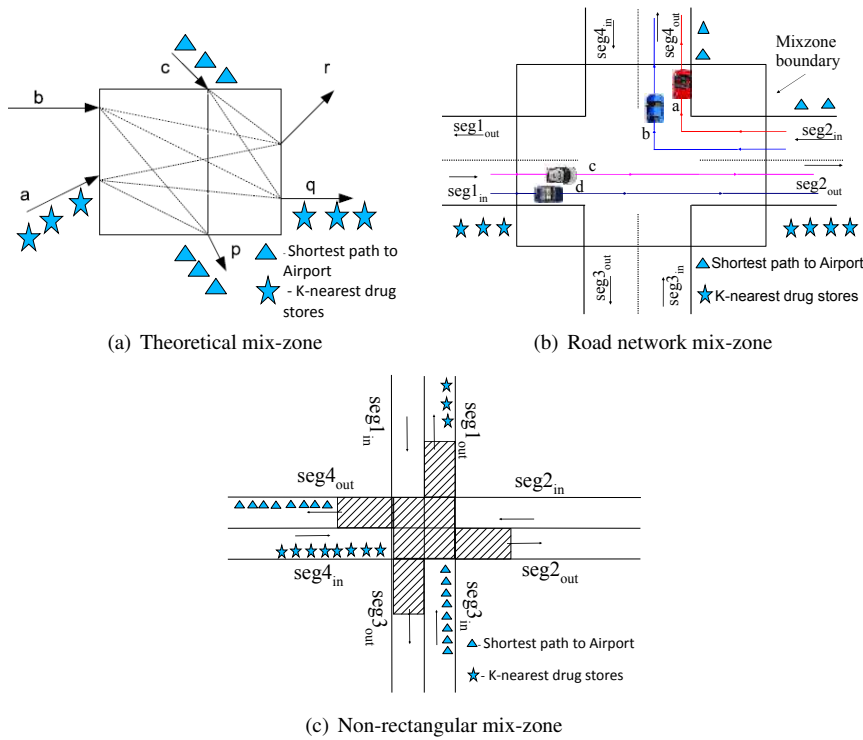 c
r
b
a
q
p
- Shortest path to
Airport
- K-nearest drug
stores
(a) Theoretical mix-zone
seg4in
seg4out
Mixzone
boundary
a
b
seg1out
seg2in
c
seg1in
d
seg2out
seg3out
seg3in
Shortest path to Airport
K-nearest drug stores
(b) Road network mix-zone
seg1in
seg1out
seg4out
seg2in
seg4in
seg2out
seg3out
seg3in
- Shortest path to Airport
- K-nearest drug stores
(c) Non-rectangular mix-zone